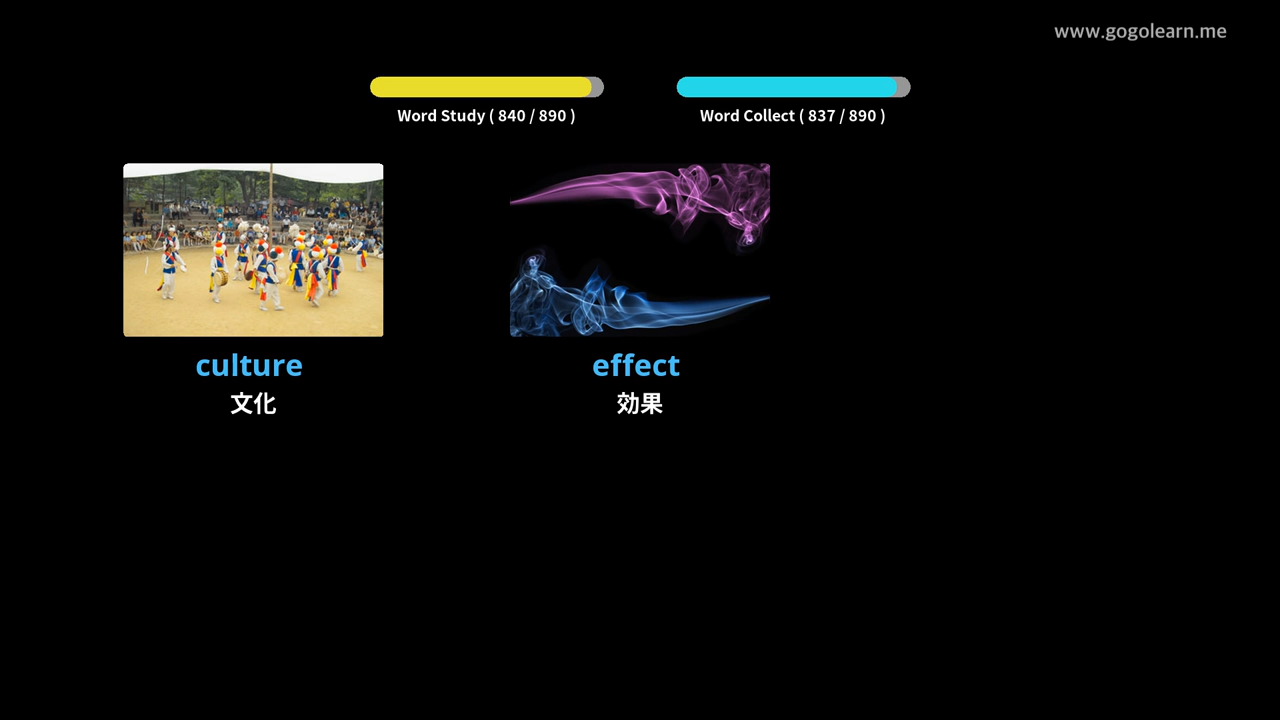 www.gogolearn.me
Word Study ( 840 / 890 )
Word Collect ( 837 / 890 )
culture
文化
effect
効果